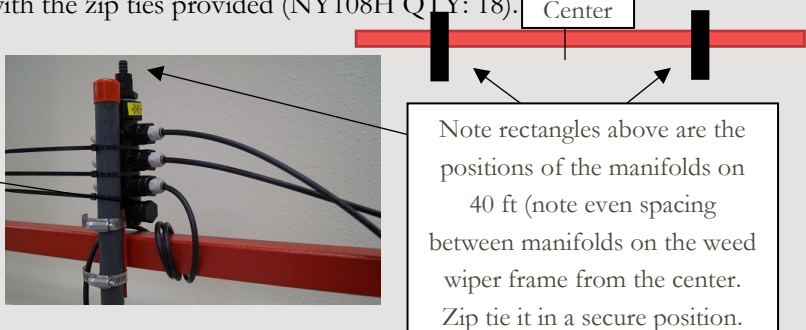 with the zip ties provided (NY108H QTY: 18).
Center
Note rectangles above are the
positions of the manifolds on
40 ft (note even spacing
between manifolds on the weed
wiper frame from the center.
Zip tie it in a secure position.